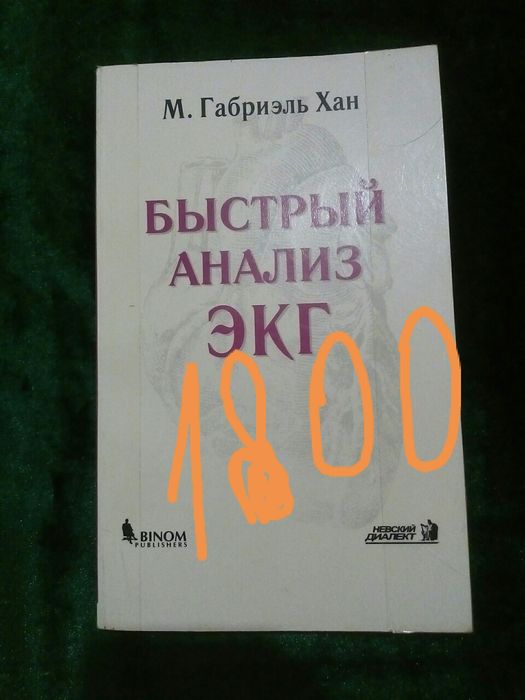 М. Габриэль Хан
БЫСТРЫЙ
АНАЛИЗ
ЭКГ
1800
BINOM
PUBLISHERS
НЕВСКИЙ
ДИАЛЕКТ